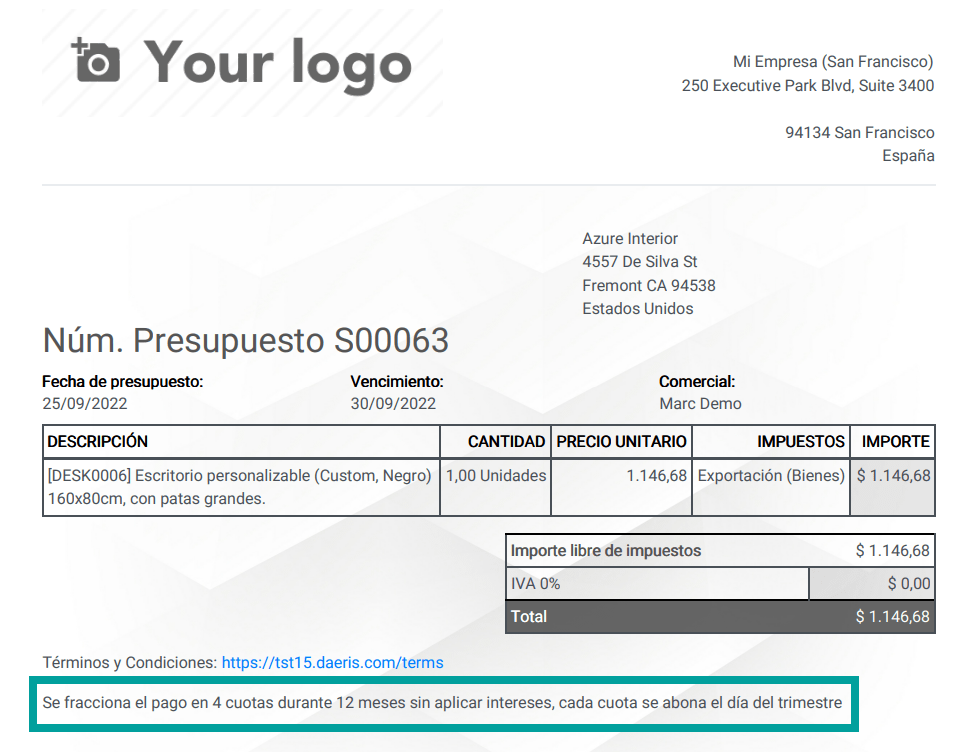 Your logo
Mi Empresa (San Francisco)
250 Executive Park Blvd, Suite 3400
94134 San Francisco
España
Azure Interior
4557 De Silva St
Fremont CA 94538
Estados Unidos
Núm. Presupuesto S00063
Fecha de presupuesto: Vencimiento: Comercial:
25/09/2022 30/09/2022 Marc Demo
DESCRIPCIÓN CANTIDAD PRECIO UNITARIO IMPUESTOS IMPORTE
[DESK0006] Escritorio personalizable (Custom, Negro) 1,00 Unidades 1.146,68 Exportación (Bienes) $ 1.146,68
160x80cm, con patas grandes.
Importe libre de impuestos $ 1.146,68
IVA 0% $ 0,00
Total $ 1.146,68
Términos y Condiciones: https://tst15.daeris.com/terms
Se fracciona el pago en 4 cuotas durante 12 meses sin aplicar intereses, cada cuota se abona el día del trimestre